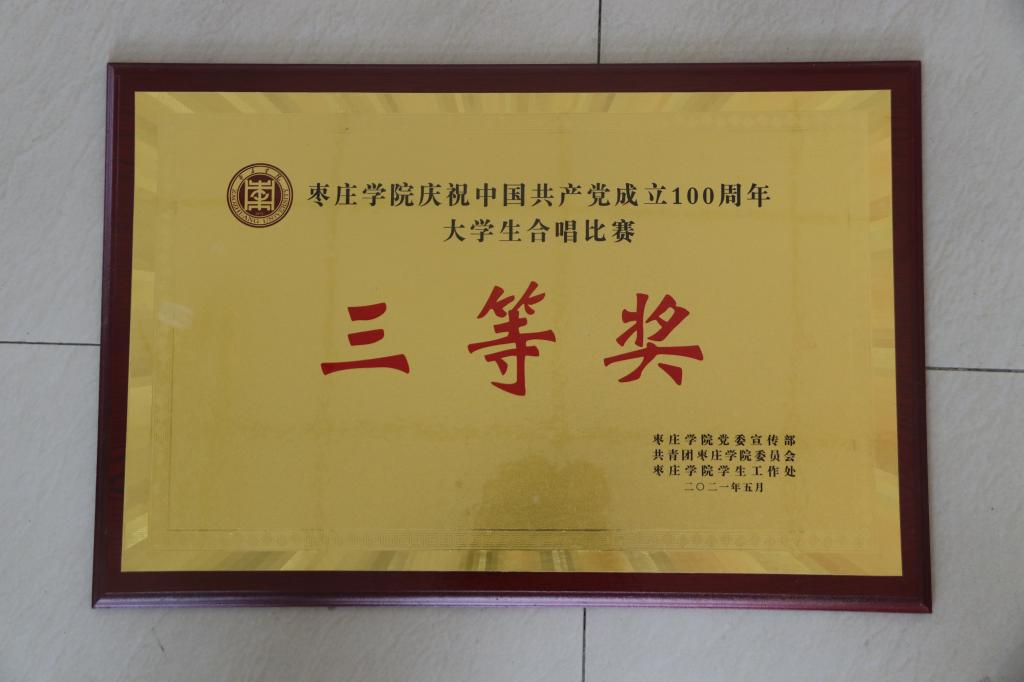 枣庄学院庆祝中国共产党成立100周年
大学生合唱比赛
三等奖
枣庄学院党委宣传部
共青团枣庄学院委员会
枣庄学院学生工作处
二〇二一年五月